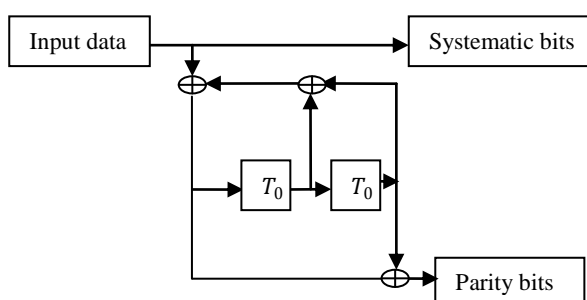 Input data
Systematic bits
T₀
T₀
Parity bits